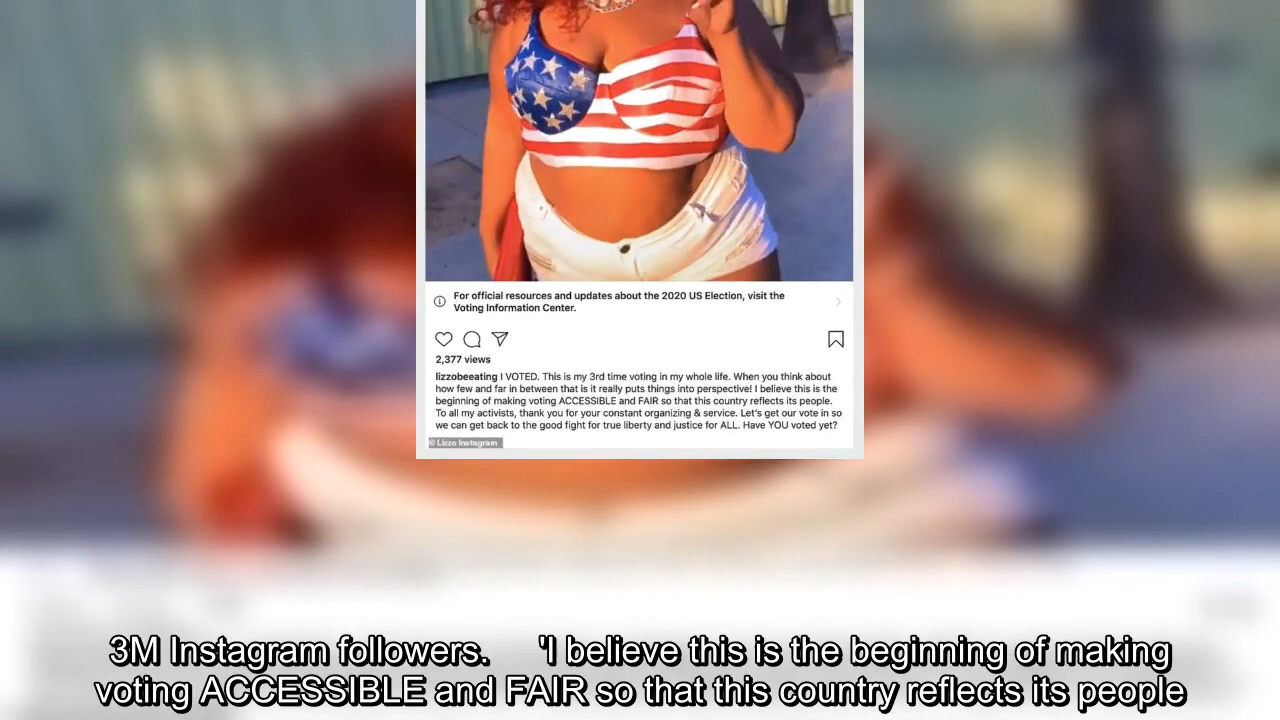 For official resources and updates about the 2020 US Election, visit the
Voting Information Center.
2,377 views
lizzobeeating I VOTED. This is my 3rd time voting in my whole life. When you think about
how few and far in between that is it really puts things into perspective! I believe this is the
beginning of making voting ACCESSIBLE and FAIR so that this country reflects its people.
To all my activists, thank you for your constant organizing & service. Let's get our vote in so
we can get back to the good fight for true liberty and justice for ALL. Have YOU voted yet?
© Lizzo Instagram
3M Instagram followers. 'I believe this is the beginning of making
voting ACCESSIBLE and FAIR so that this country reflects its people